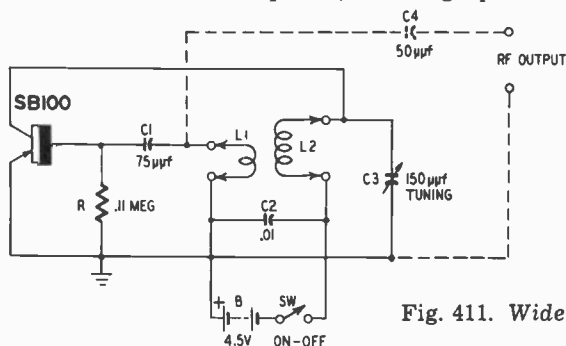 C4
50μμf
RF OUTPUT
SB100
C1
75μμf
L1
L2
C3
150μμf
TUNING
R
.11 MEG
C2
.01
+
B
SW
4.5V
ON-OFF
Fig. 411. Wide